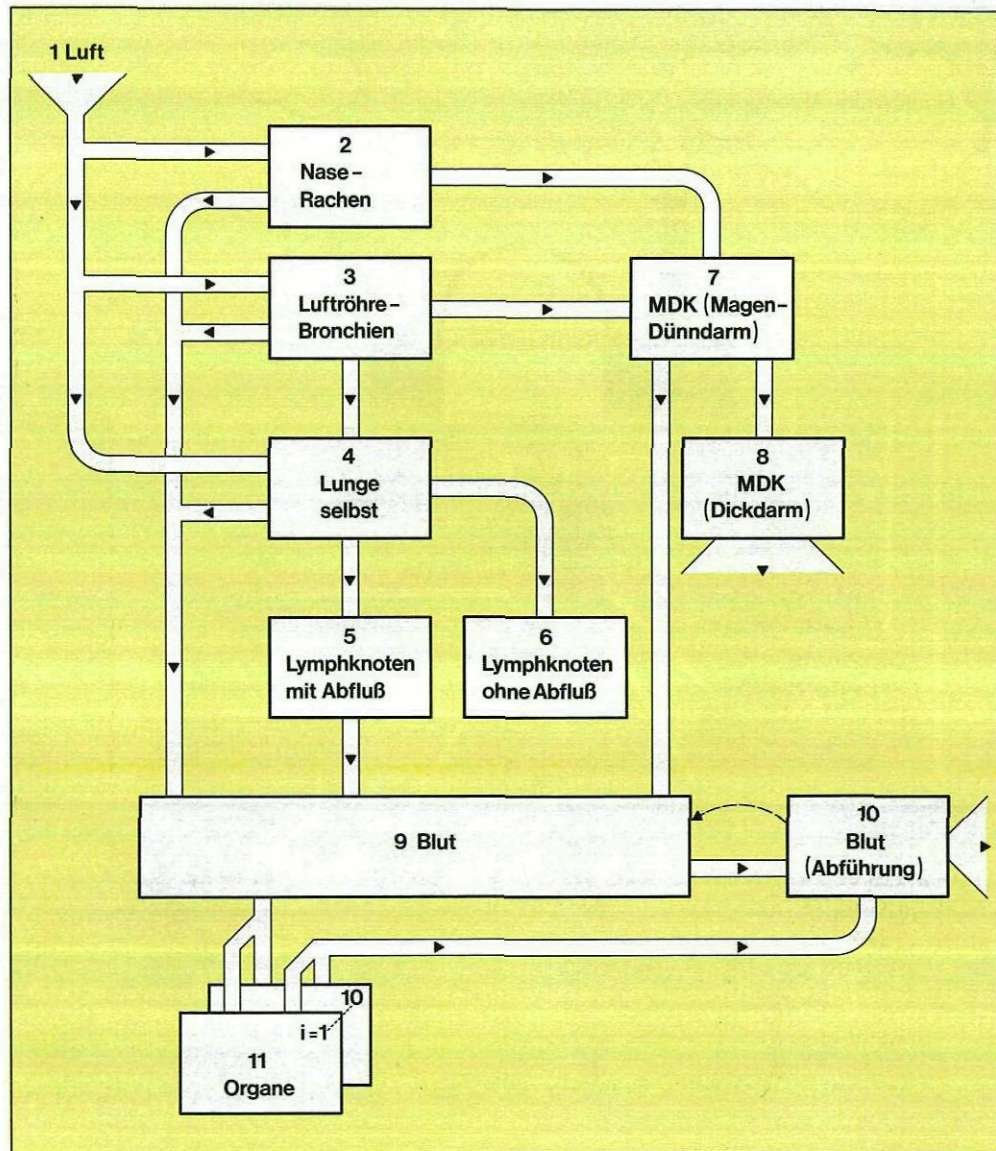 1 Luft
2
Nase–
Rachen
3
Luftröhre–
Bronchien
7
MDK (Magen–
Dünndarm)
4
Lunge
selbst
8
MDK
(Dickdarm)
5
Lymphknoten
mit Abfluß
6
Lymphknoten
ohne Abfluß
9 Blut
10
Blut
(Abführung)
10
i=1
11
Organe